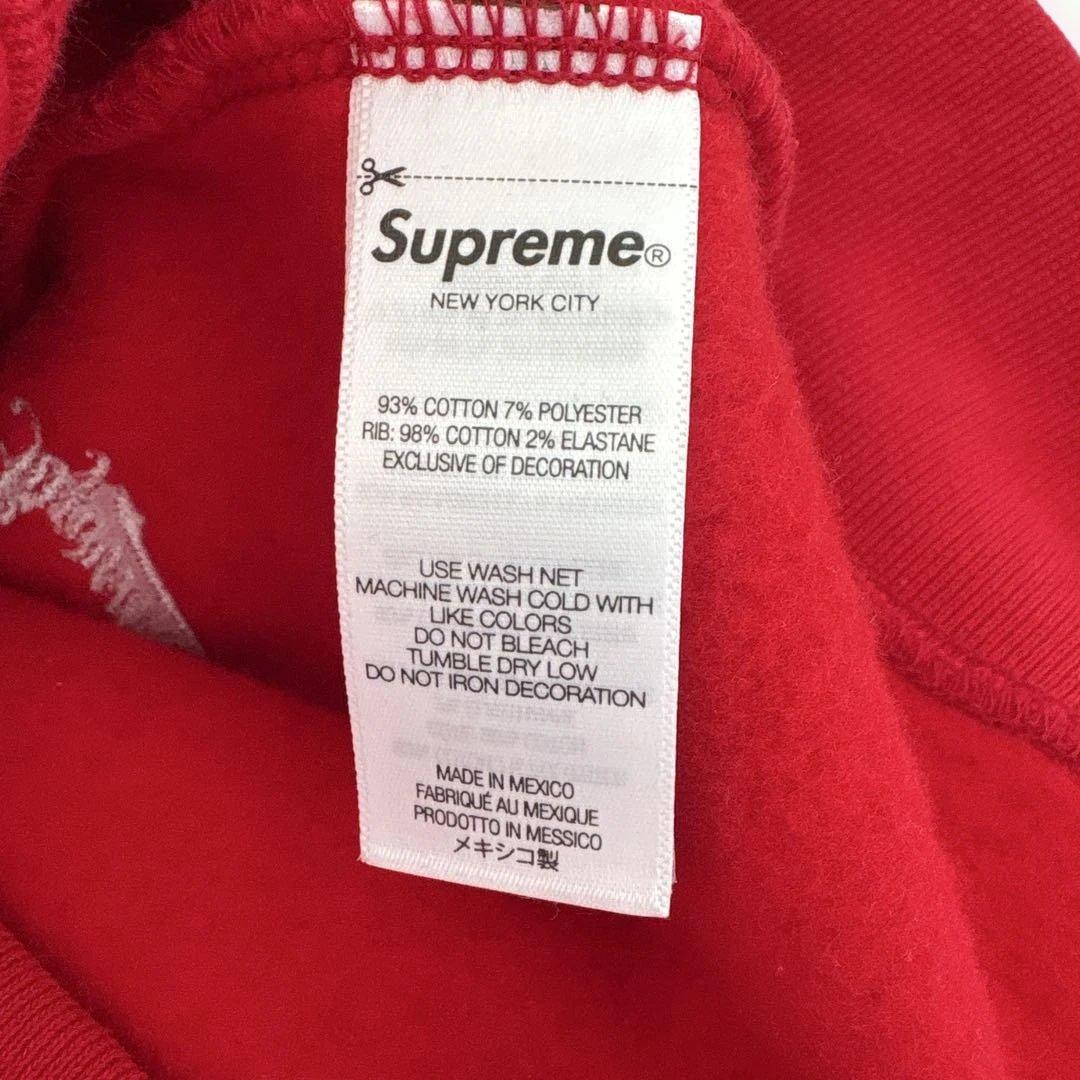 Supreme®
NEW YORK CITY
93% COTTON 7% POLYESTER
RIB: 98% COTTON 2% ELASTANE
EXCLUSIVE OF DECORATION
USE WASH NET
MACHINE WASH COLD WITH
LIKE COLORS
DO NOT BLEACH
TUMBLE DRY LOW
DO NOT IRON DECORATION
MADE IN MEXICO
FABRIQUÉ AU MEXIQUE
PRODOTTO IN MESSICO
メキシコ製